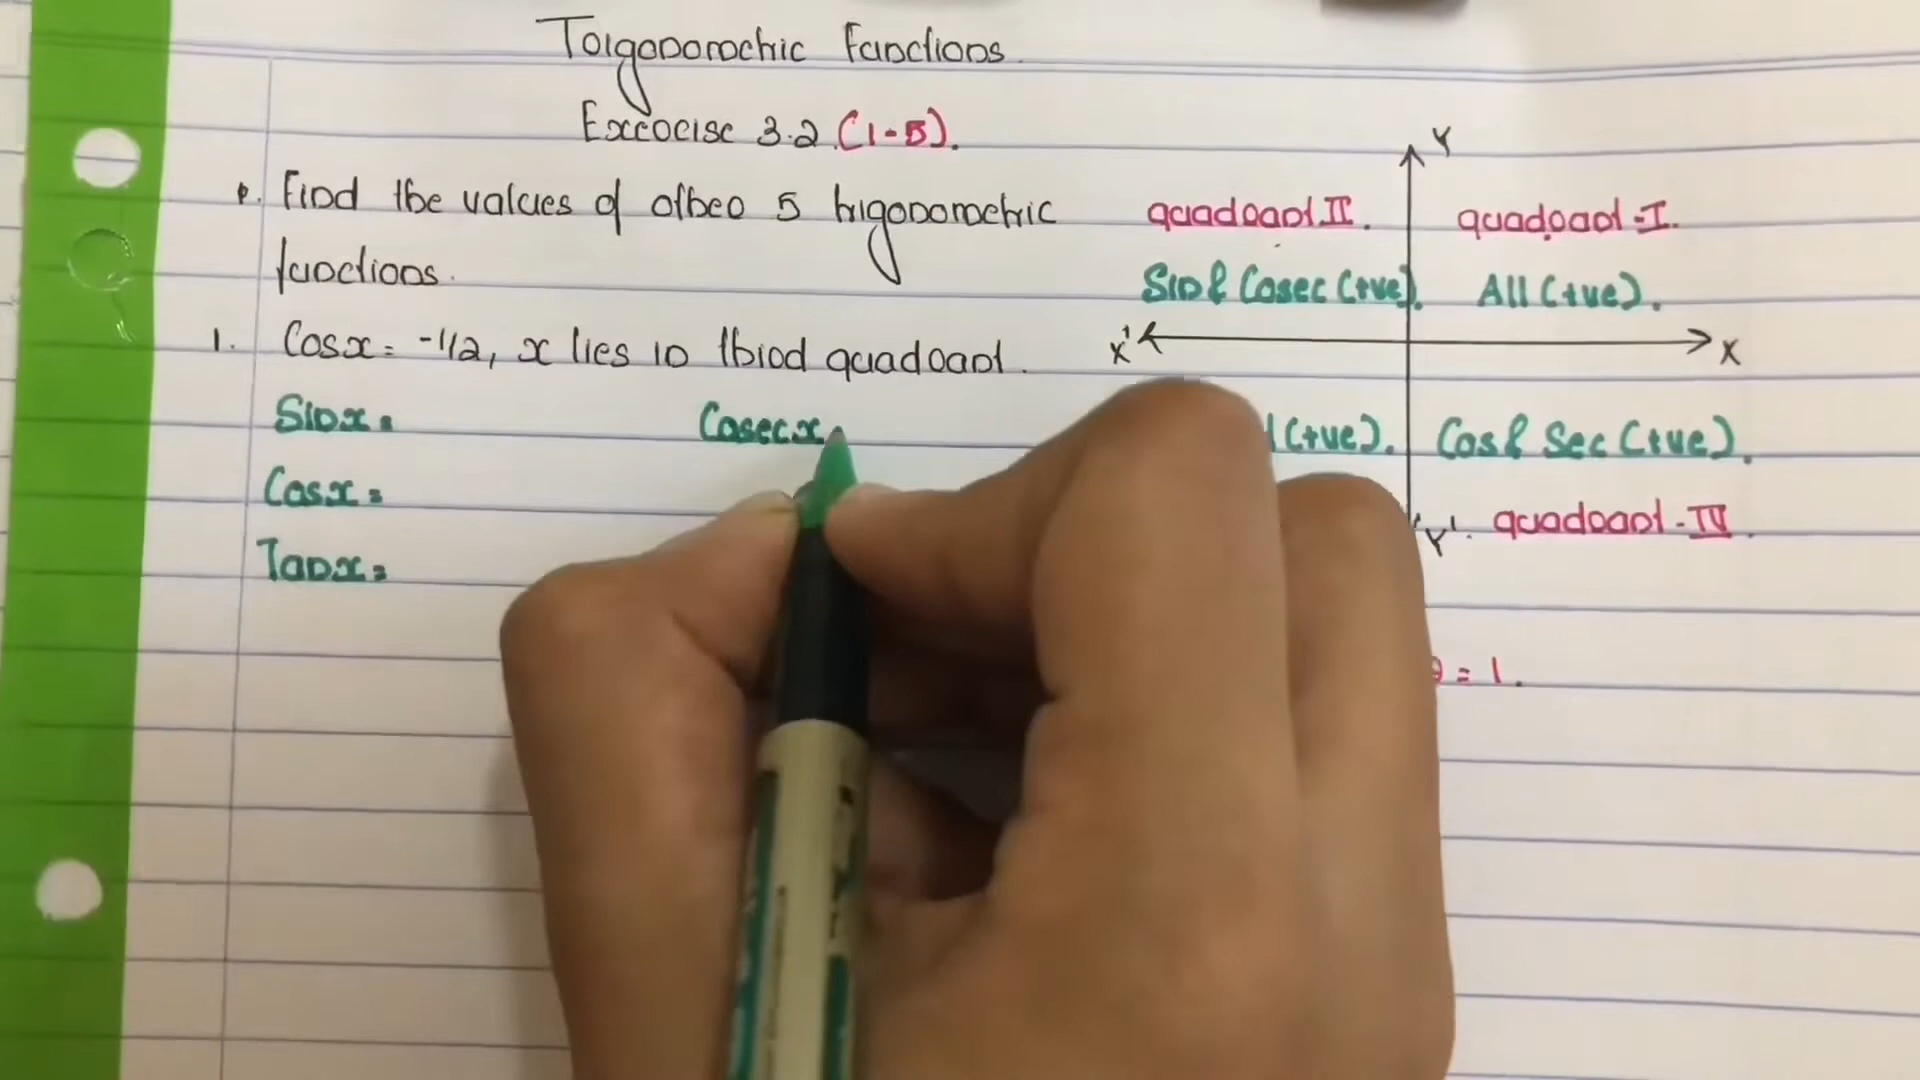 Trigonometric Functions.
Exercise 3.2 (1-5).
P. Find the values of other 5 trigonometric
functions.
1. Cosx = -1/2, x lies in third quadrant.
Sinx =
Cosecx =
Cosx =
Tanx =
Y
quadrant II.
quadrant-I.
Sin & Cosec (+ve).
All (+ve).
X'
X
(+ve).
Cos & Sec (+ve).
Y'.
quadrant-IV.
= 1.